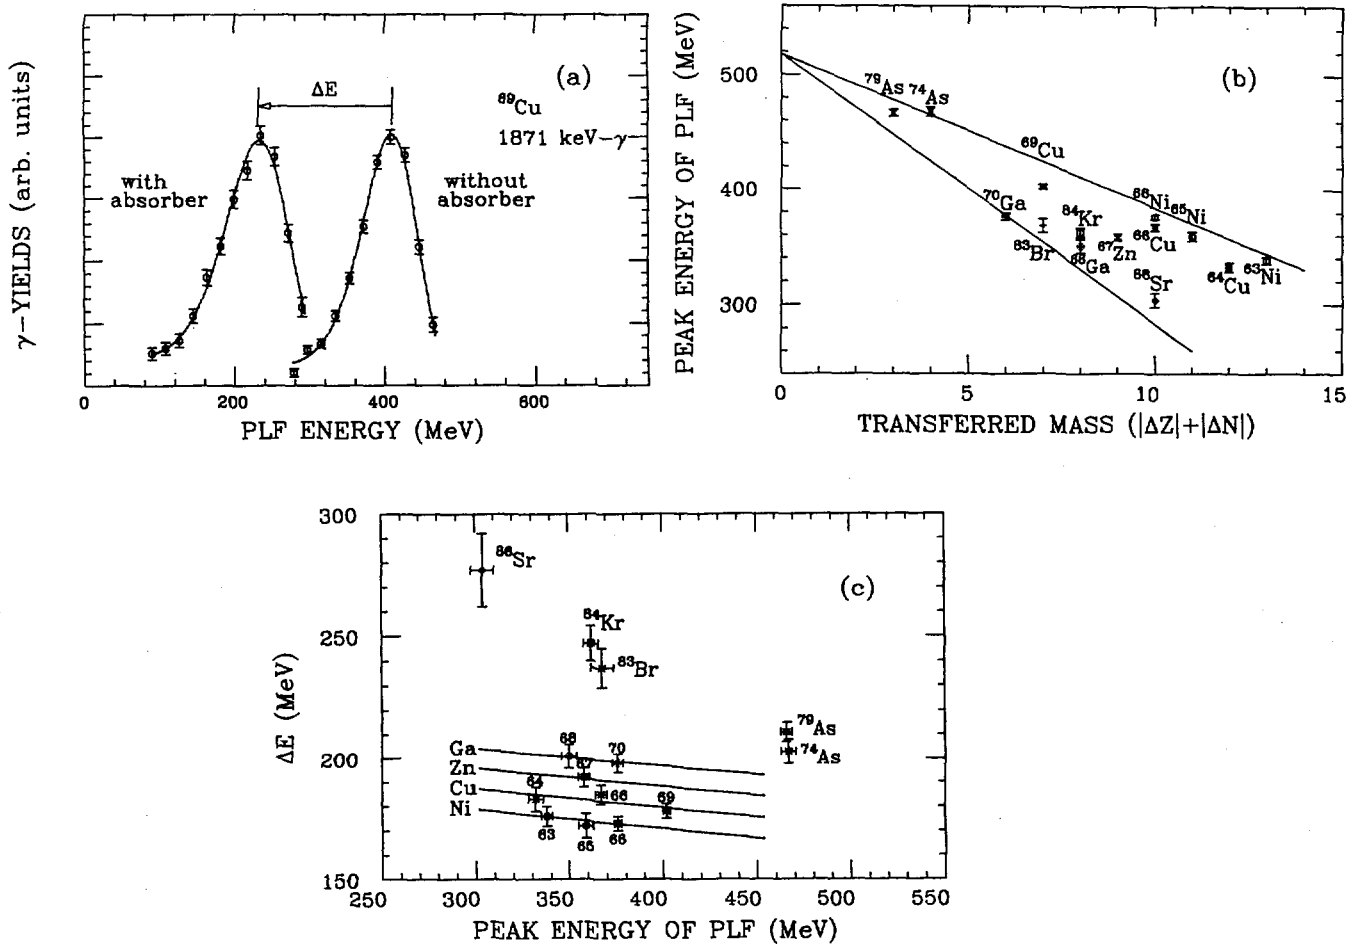 (a)
ΔE
⁶⁹Cu
1871 keV-γ
with
absorber
without
absorber
γ-YIELDS (arb. units)
0 200 400 600
PLF ENERGY (MeV)
(b)
PEAK ENERGY OF PLF (MeV)
500
400
300
⁷⁹As ⁷⁴As
⁶⁹Cu
⁷⁰Ga
⁸⁴Kr
⁶⁶Ni ⁶⁵Ni
⁸³Br
⁶⁸Ga
⁶⁷Zn
⁶⁶Cu
⁸⁶Sr
⁶⁴Cu
⁶³Ni
0 5 10 15
TRANSFERRED MASS (|ΔZ|+|ΔN|)
(c)
ΔE (MeV)
300
250
200
150
⁸⁶Sr
⁸⁴Kr
⁸³Br
⁷⁹As
⁷⁴As
Ga 68 70
Zn 67
Cu 64 66 69
Ni 63 65 66
250 300 350 400 450 500 550
PEAK ENERGY OF PLF (MeV)